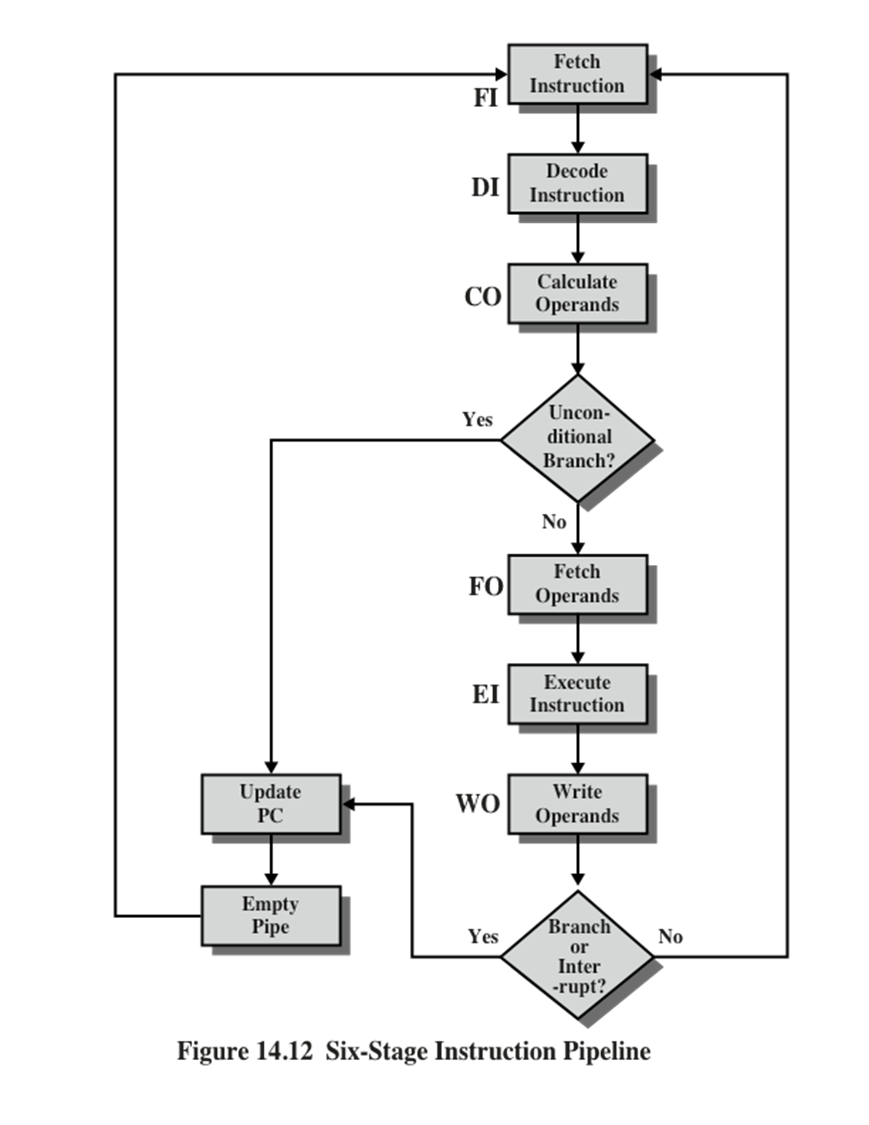 Fetch
Instruction
FI
DI
Decode
Instruction
CO
Calculate
Operands
Yes
Uncon-
ditional
Branch?
No
FO
Fetch
Operands
EI
Execute
Instruction
Update
PC
WO
Write
Operands
Empty
Pipe
Yes
Branch
or
Inter
-rupt?
No
Figure 14.12 Six-Stage Instruction Pipeline